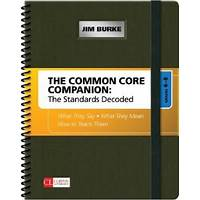 JIM BURKE
THE COMMON CORE
COMPANION:
The Standards Decoded
What They Say • What They Mean
How to Teach Them
GRADES 6–8